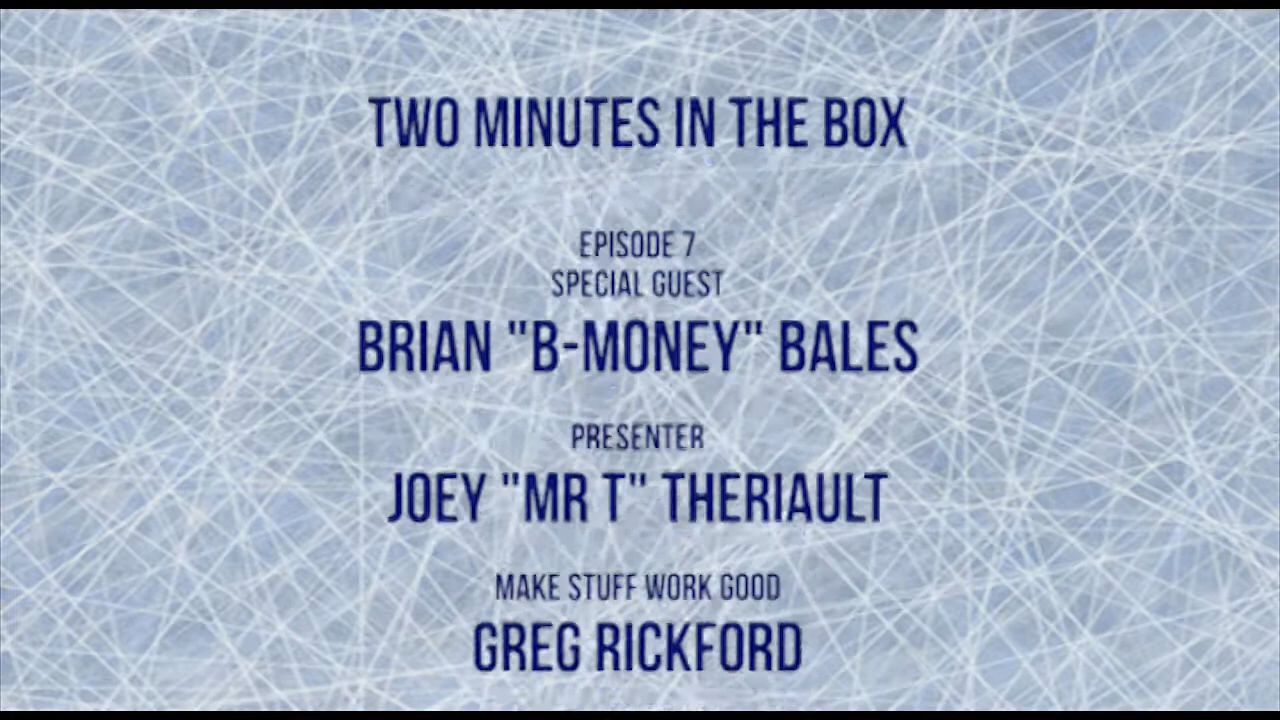 TWO MINUTES IN THE BOX
EPISODE 7
SPECIAL GUEST
BRIAN "B-MONEY" BALES
PRESENTER
JOEY "MR T" THERIAULT
MAKE STUFF WORK GOOD
GREG RICKFORD